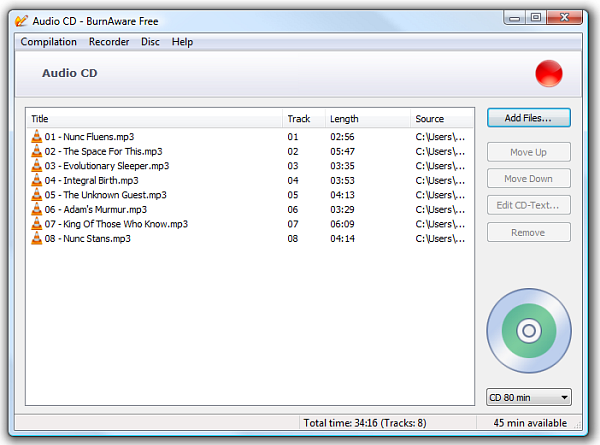 Audio CD - BurnAware Free
Compilation Recorder Disc Help
Audio CD
Title Track Length Source
01 - Nunc Fluens.mp3 01 02:56 C:\Users\...
02 - The Space For This.mp3 02 05:47 C:\Users\...
03 - Evolutionary Sleeper.mp3 03 03:35 C:\Users\...
04 - Integral Birth.mp3 04 03:53 C:\Users\...
05 - The Unknown Guest.mp3 05 04:13 C:\Users\...
06 - Adam's Murmur.mp3 06 03:29 C:\Users\...
07 - King Of Those Who Know.mp3 07 06:09 C:\Users\...
08 - Nunc Stans.mp3 08 04:14 C:\Users\...
Add Files...
Move Up
Move Down
Edit CD-Text...
Remove
CD 80 min
Total time: 34:16 (Tracks: 8) 45 min available